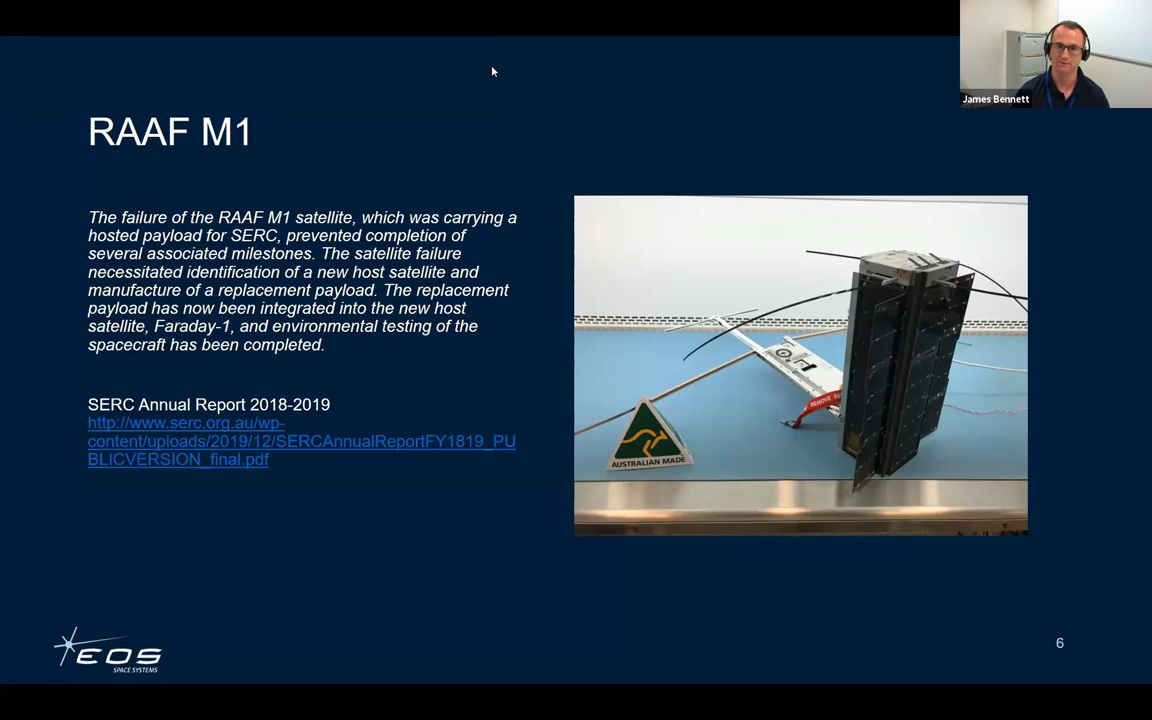 James Bennett
RAAF M1
The failure of the RAAF M1 satellite, which was carrying a
hosted payload for SERC, prevented completion of
several associated milestones. The satellite failure
necessitated identification of a new host satellite and
manufacture of a replacement payload. The replacement
payload has now been integrated into the new host
satellite, Faraday-1, and environmental testing of the
spacecraft has been completed.
SERC Annual Report 2018-2019
http://www.serc.org.au/wp-
content/uploads/2019/12/SERCAnnualReportFY1819_PU
BLICVERSION_final.pdf
REMOVE
AUSTRALIAN MADE
EOS
SPACE SYSTEMS
6